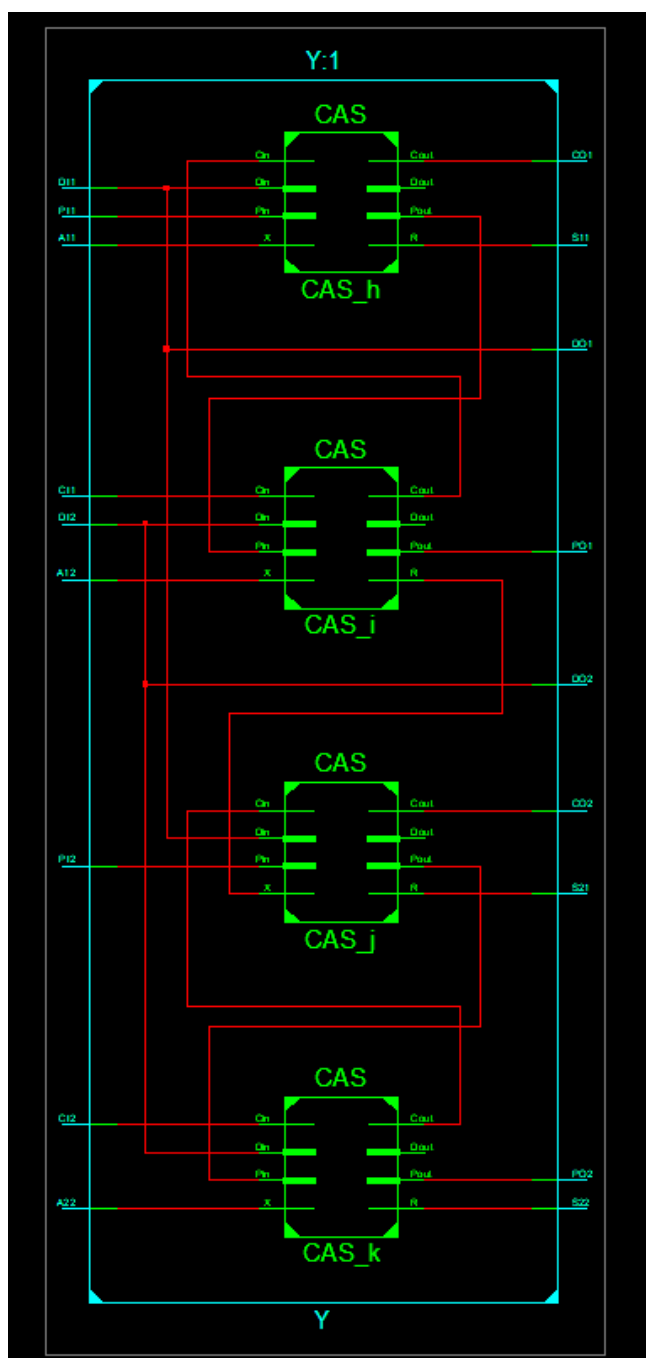 Y:1
CAS
Cin Cout CO1
DI1 Din Dout
PI1 Pin Pout
A11 X R S11
CAS_h
DO1
CAS
CI1 Cin Cout
DI2 Din Dout
Pin Pout PO1
A12 X R
CAS_i
DO2
CAS
Cin Cout CO2
Din Dout
PI2 Pin Pout
X R S21
CAS_j
CAS
CI2 Cin Cout
Din Dout
Pin Pout PO2
A22 X R S22
CAS_k
Y